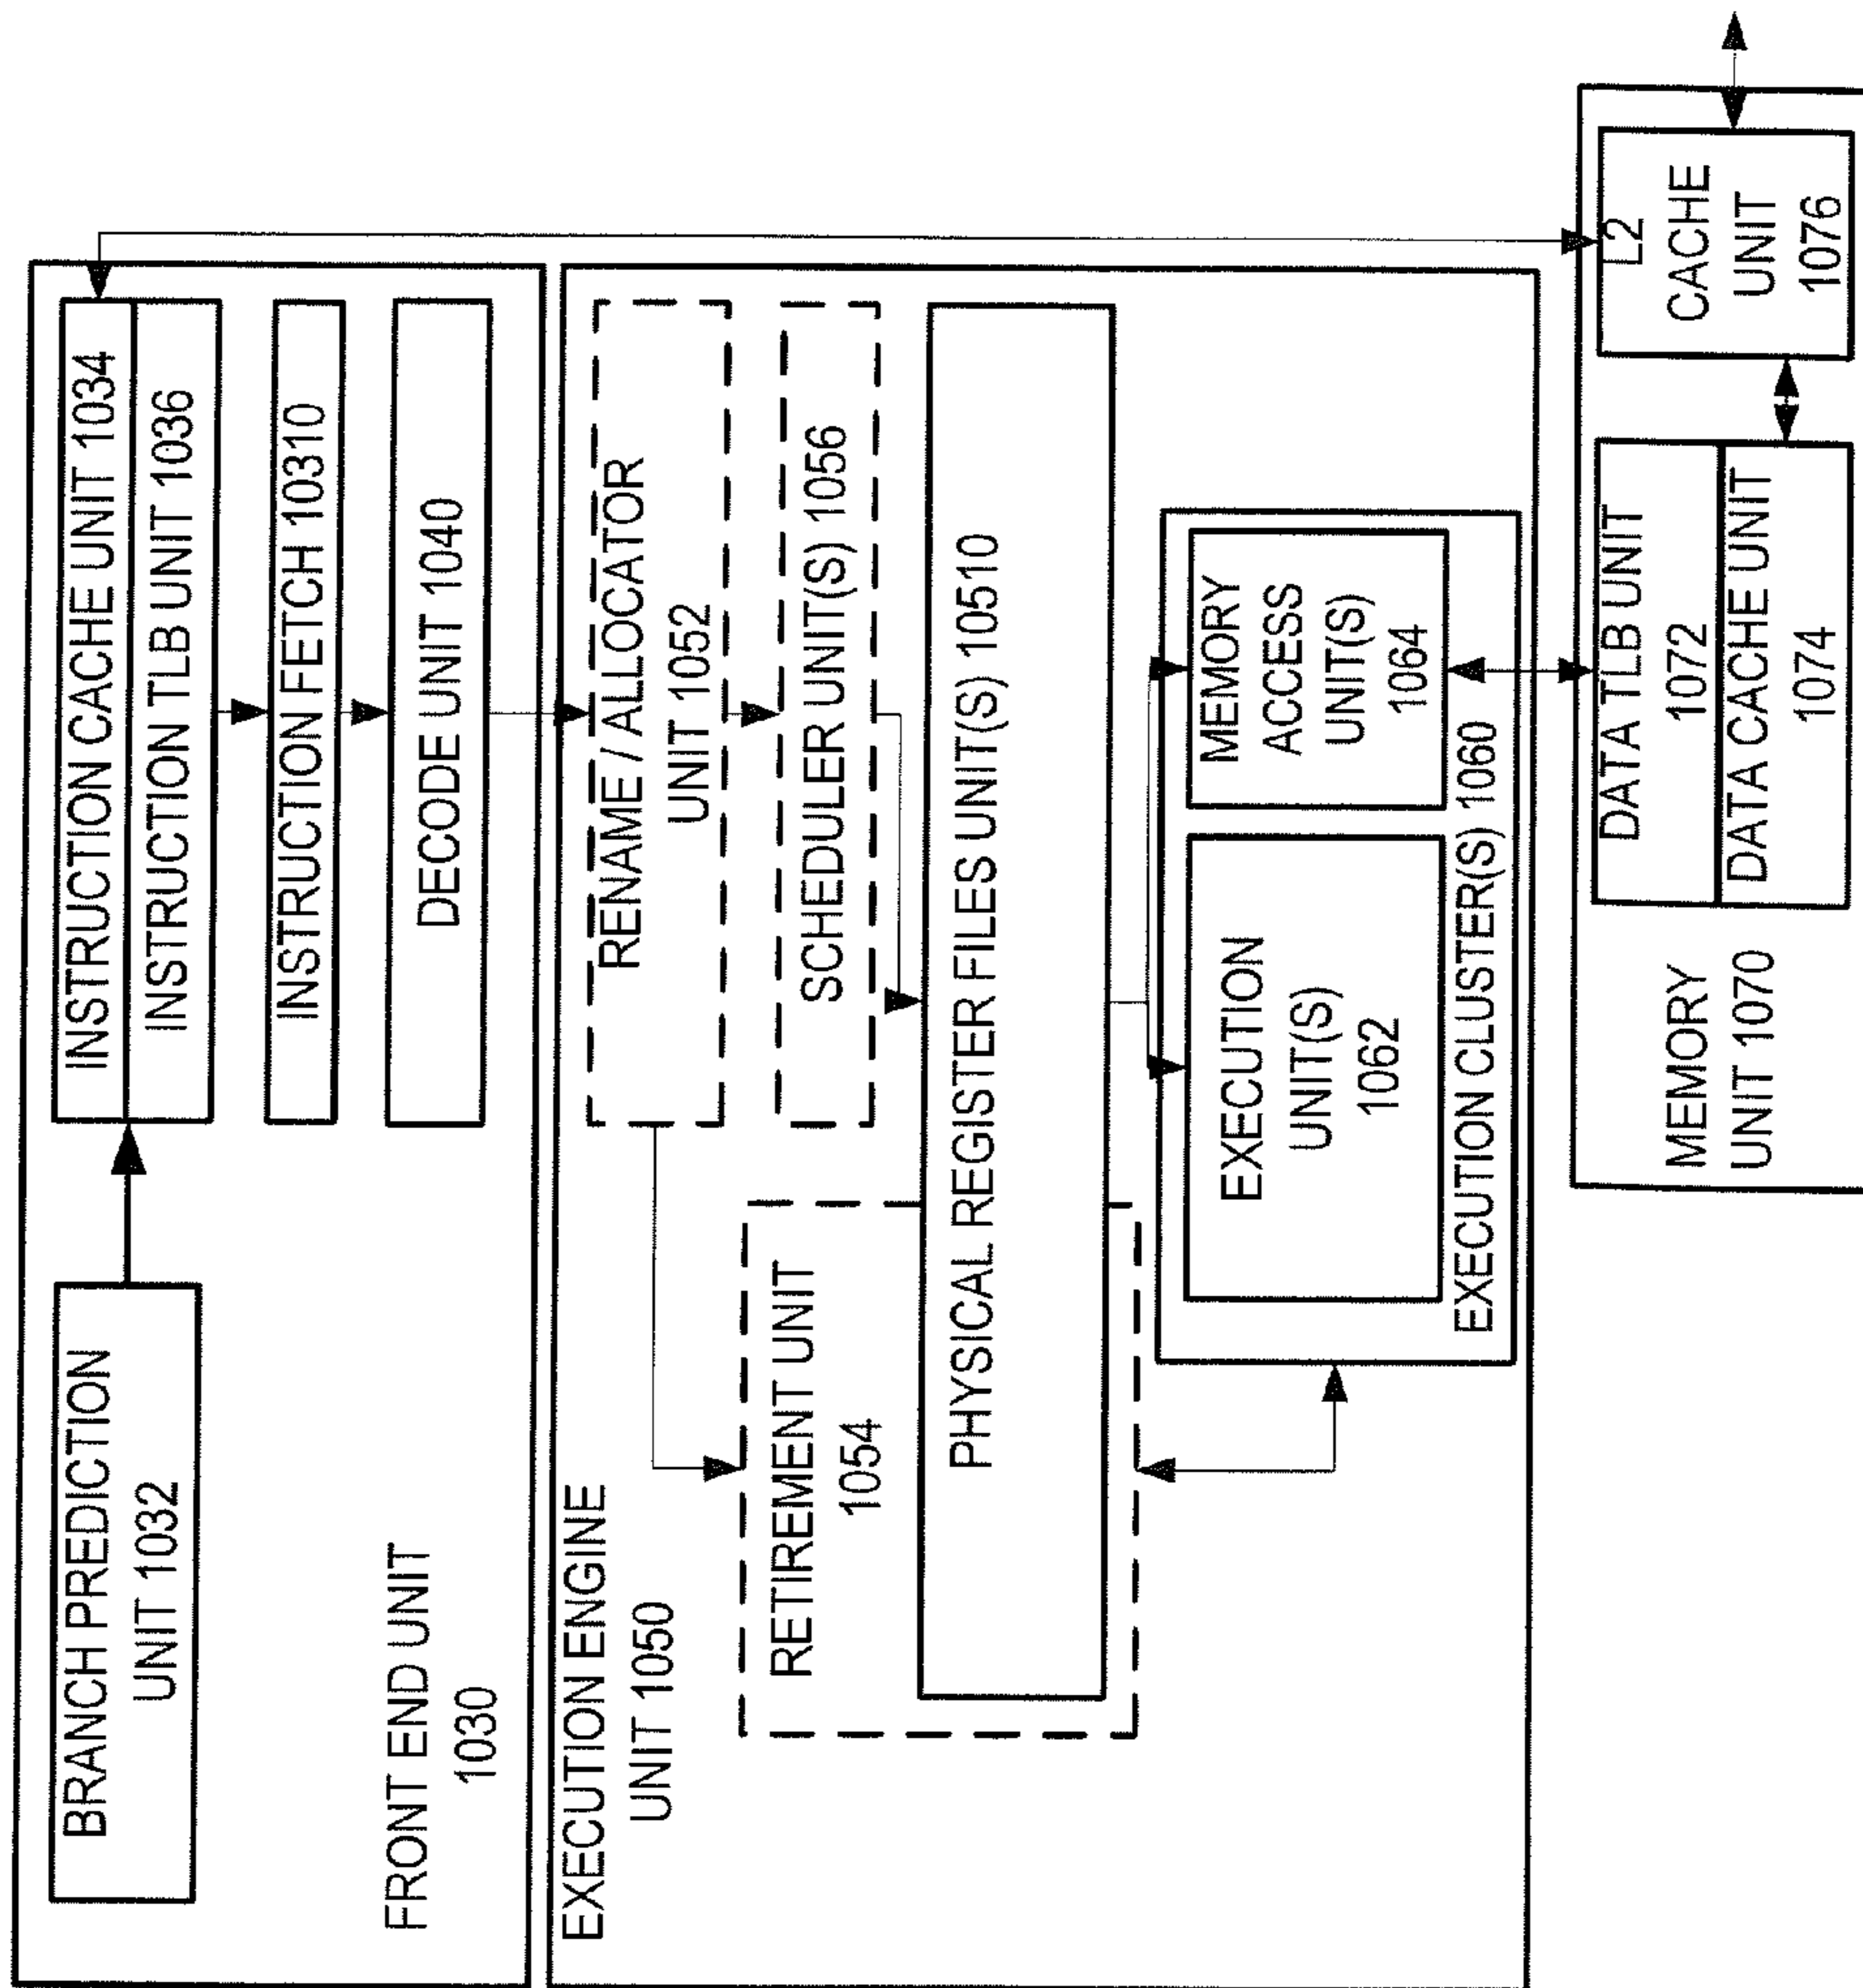 BRANCH PREDICTION
UNIT 1032
INSTRUCTION CACHE UNIT 1034
INSTRUCTION TLB UNIT 1036
INSTRUCTION FETCH 10310
DECODE UNIT 1040
FRONT END UNIT
1030
EXECUTION ENGINE
UNIT 1050
RENAME / ALLOCATOR
UNIT 1052
SCHEDULER UNIT(S) 1056
RETIREMENT UNIT
1054
PHYSICAL REGISTER FILES UNIT(S) 10510
EXECUTION
UNIT(S)
1062
MEMORY
ACCESS
UNIT(S)
1064
EXECUTION CLUSTER(S) 1060
MEMORY
UNIT 1070
DATA TLB UNIT
1072
DATA CACHE UNIT
1074
L2
CACHE
UNIT
1076